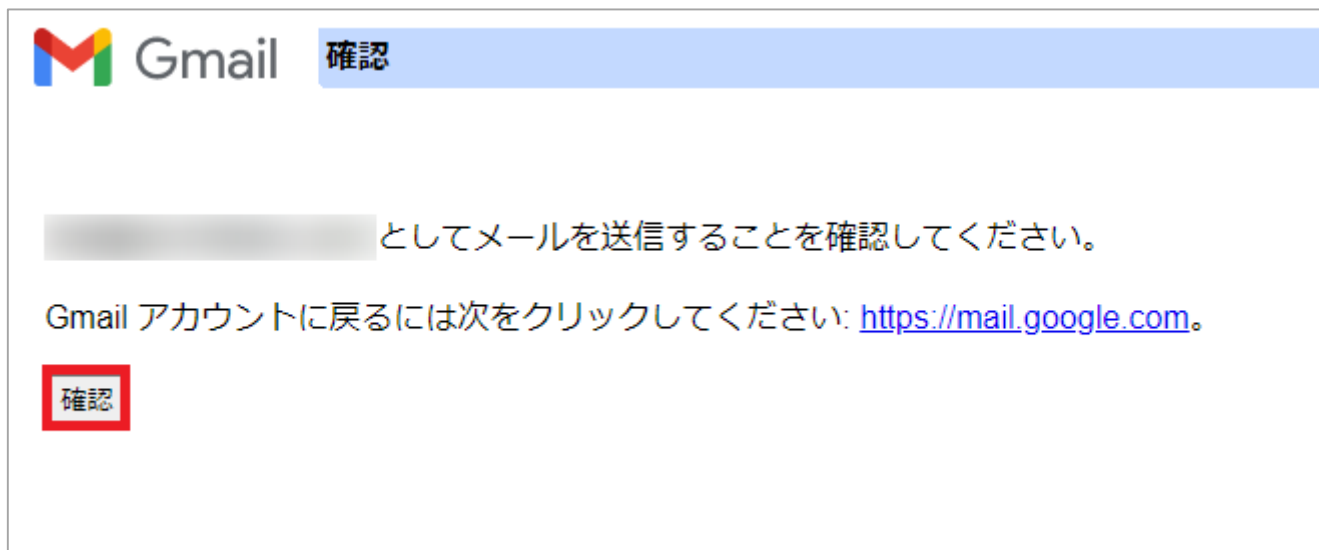 Gmail 確認
としてメールを送信することを確認してください。
Gmail アカウントに戻るには次をクリックしてください: https://mail.google.com。
確認